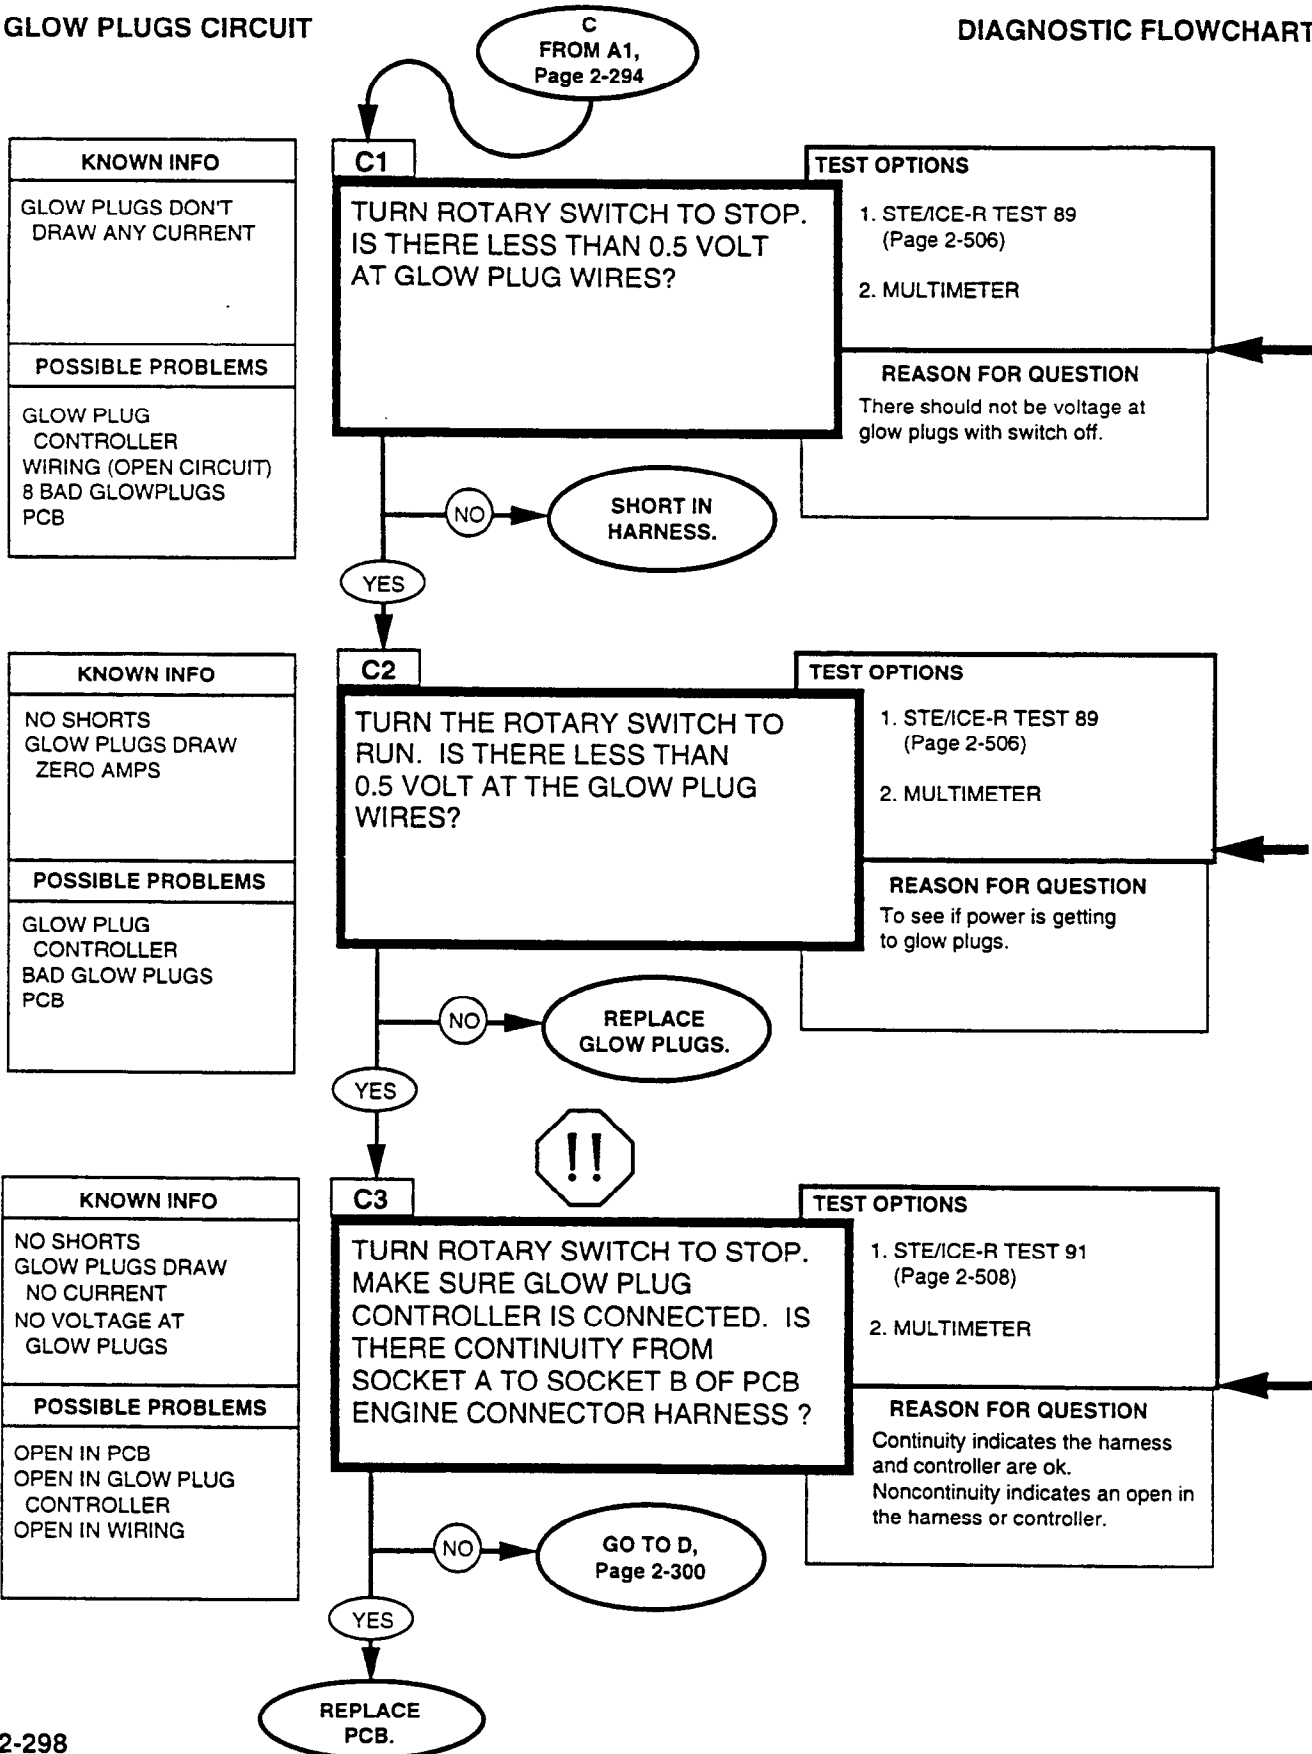 GLOW PLUGS CIRCUIT
DIAGNOSTIC FLOWCHART
C
FROM A1,
Page 2-294
KNOWN INFO
GLOW PLUGS DON'T
DRAW ANY CURRENT
POSSIBLE PROBLEMS
GLOW PLUG
CONTROLLER
WIRING (OPEN CIRCUIT)
8 BAD GLOWPLUGS
PCB
C1
TURN ROTARY SWITCH TO STOP.
IS THERE LESS THAN 0.5 VOLT
AT GLOW PLUG WIRES?
TEST OPTIONS
1. STE/ICE-R TEST 89
(Page 2-506)
2. MULTIMETER
REASON FOR QUESTION
There should not be voltage at
glow plugs with switch off.
NO
SHORT IN
HARNESS.
YES
KNOWN INFO
NO SHORTS
GLOW PLUGS DRAW
ZERO AMPS
POSSIBLE PROBLEMS
GLOW PLUG
CONTROLLER
BAD GLOW PLUGS
PCB
C2
TURN THE ROTARY SWITCH TO
RUN. IS THERE LESS THAN
0.5 VOLT AT THE GLOW PLUG
WIRES?
TEST OPTIONS
1. STE/ICE-R TEST 89
(Page 2-506)
2. MULTIMETER
REASON FOR QUESTION
To see if power is getting
to glow plugs.
NO
REPLACE
GLOW PLUGS.
YES
!!
KNOWN INFO
NO SHORTS
GLOW PLUGS DRAW
NO CURRENT
NO VOLTAGE AT
GLOW PLUGS
POSSIBLE PROBLEMS
OPEN IN PCB
OPEN IN GLOW PLUG
CONTROLLER
OPEN IN WIRING
C3
TURN ROTARY SWITCH TO STOP.
MAKE SURE GLOW PLUG
CONTROLLER IS CONNECTED. IS
THERE CONTINUITY FROM
SOCKET A TO SOCKET B OF PCB
ENGINE CONNECTOR HARNESS ?
TEST OPTIONS
1. STE/ICE-R TEST 91
(Page 2-508)
2. MULTIMETER
REASON FOR QUESTION
Continuity indicates the harness
and controller are ok.
Noncontinuity indicates an open in
the harness or controller.
NO
GO TO D,
Page 2-300
YES
REPLACE
PCB.
2-298